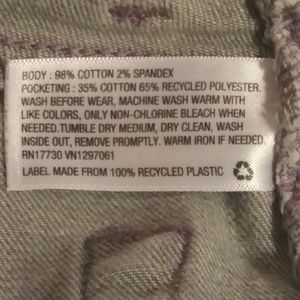 BODY : 98% COTTON 2% SPANDEX
POCKETING : 35% COTTON 65% RECYCLED POLYESTER.
WASH BEFORE WEAR, MACHINE WASH WARM WITH
LIKE COLORS, ONLY NON-CHLORINE BLEACH WHEN
NEEDED.TUMBLE DRY MEDIUM, DRY CLEAN, WASH
INSIDE OUT, REMOVE PROMPTLY. WARM IRON IF NEEDED.
RN17730 VN1297061
LABEL MADE FROM 100% RECYCLED PLASTIC